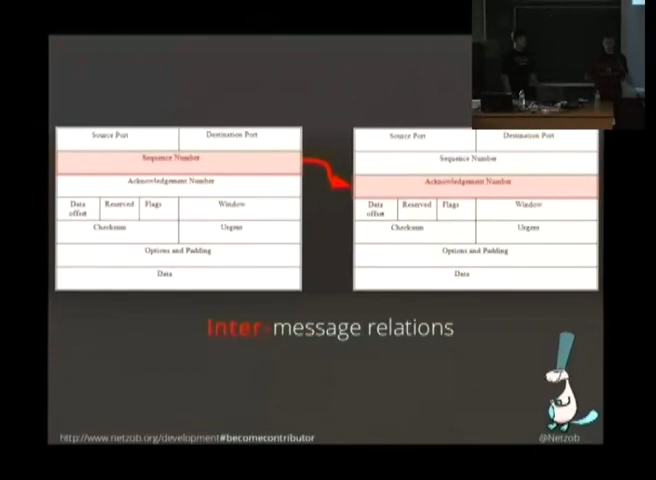 Source Port Destination Port
Sequence Number
Acknowledgement Number
Data offset Reserved Flags Window
Checksum Urgent
Options and Padding
Data
Source Port Destination Port
Sequence Number
Acknowledgement Number
Data offset Reserved Flags Window
Checksum Urgent
Options and Padding
Data
Inter-message relations
http://www.netzob.org/development#becomecontributor
@Netzob